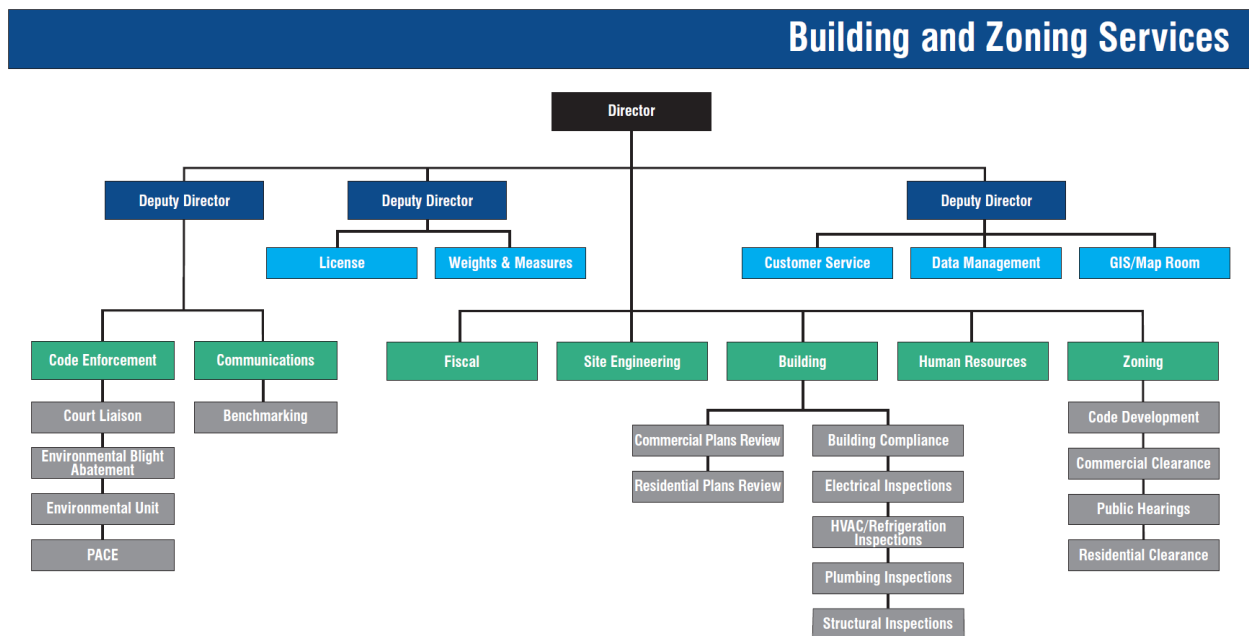 Building and Zoning Services
Director
Deputy Director
Deputy Director
Deputy Director
License
Weights & Measures
Customer Service
Data Management
GIS/Map Room
Code Enforcement
Communications
Fiscal
Site Engineering
Building
Human Resources
Zoning
Court Liaison
Environmental Blight
Abatement
Environmental Unit
PACE
Benchmarking
Commercial Plans Review
Residential Plans Review
Building Compliance
Electrical Inspections
HVAC/Refrigeration
Inspections
Plumbing Inspections
Structural Inspections
Code Development
Commercial Clearance
Public Hearings
Residential Clearance